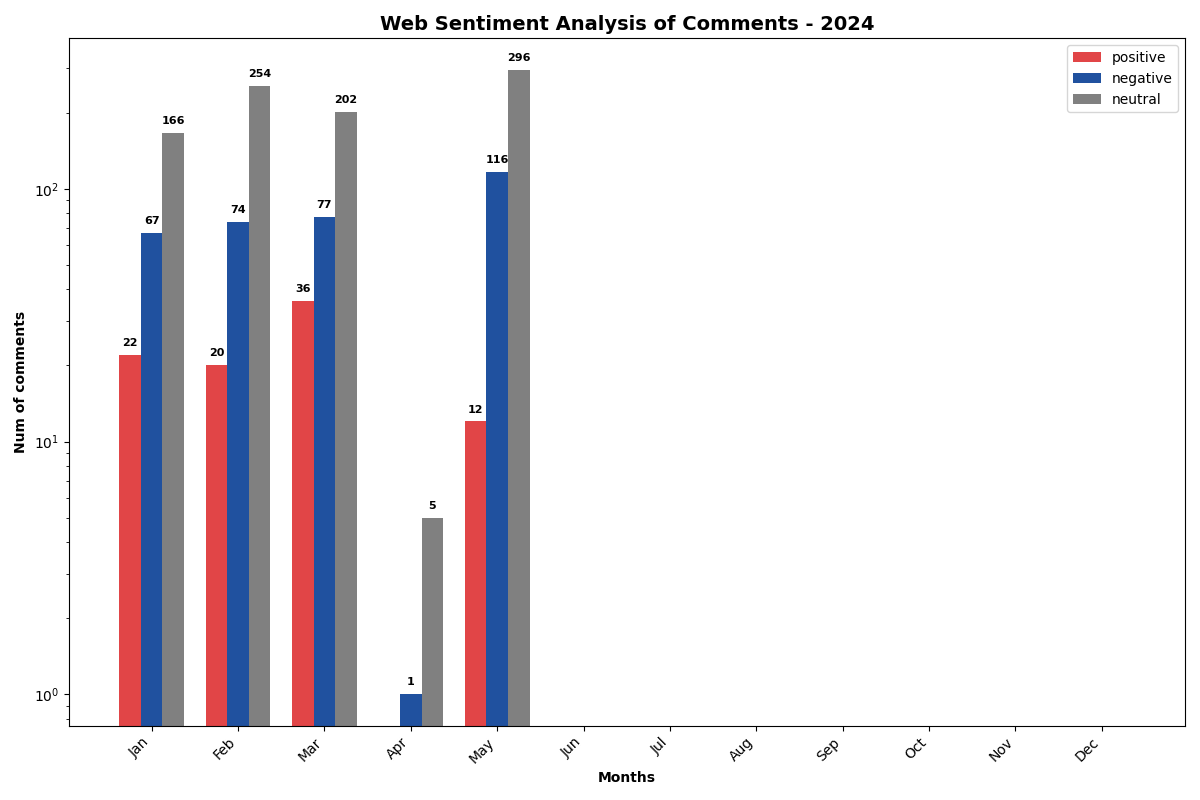 Web Sentiment Analysis of Comments - 2024
positive
negative
neutral
Num of comments
10²
10¹
10⁰
22
67
166
20
74
254
36
77
202
1
5
12
116
296
Jan
Feb
Mar
Apr
May
Jun
Jul
Aug
Sep
Oct
Nov
Dec
Months